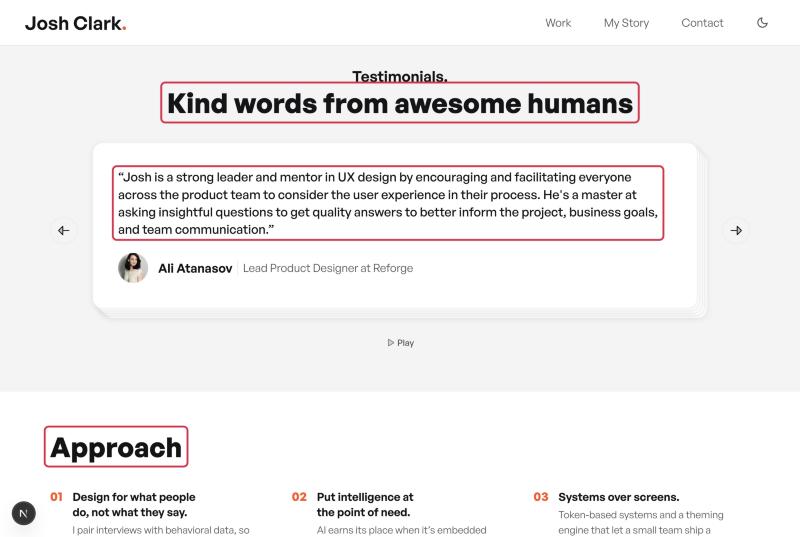 Josh Clark.
Work
My Story
Contact
Testimonials.
Kind words from awesome humans
“Josh is a strong leader and mentor in UX design by encouraging and facilitating everyone
across the product team to consider the user experience in their process. He's a master at
asking insightful questions to get quality answers to better inform the project, business goals,
and team communication.”
Ali Atanasov
Lead Product Designer at Reforge
Play
Approach
01
Design for what people
do, not what they say.
I pair interviews with behavioral data, so
02
Put intelligence at
the point of need.
AI earns its place when it’s embedded
03
Systems over screens.
Token-based systems and a theming
engine that let a small team ship a
N